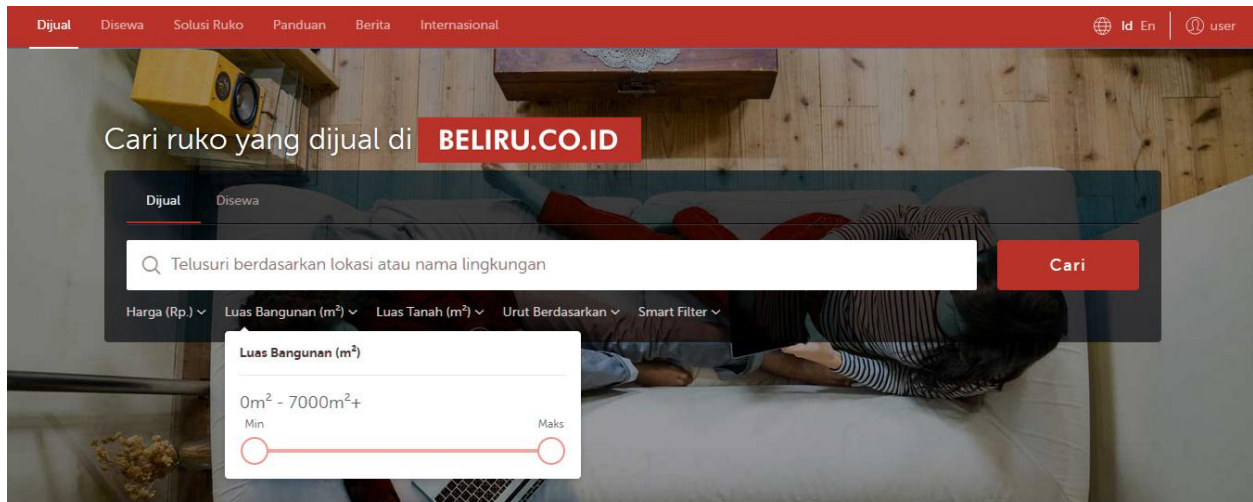 Dijual Disewa Solusi Ruko Panduan Berita Internasional Id En user
Cari ruko yang dijual di BELIRU.CO.ID
Dijual Disewa
Telusuri berdasarkan lokasi atau nama lingkungan Cari
Harga (Rp.) Luas Bangunan (m²) Luas Tanah (m²) Urut Berdasarkan Smart Filter
Luas Bangunan (m²)
0m² - 7000m²+
Min Maks